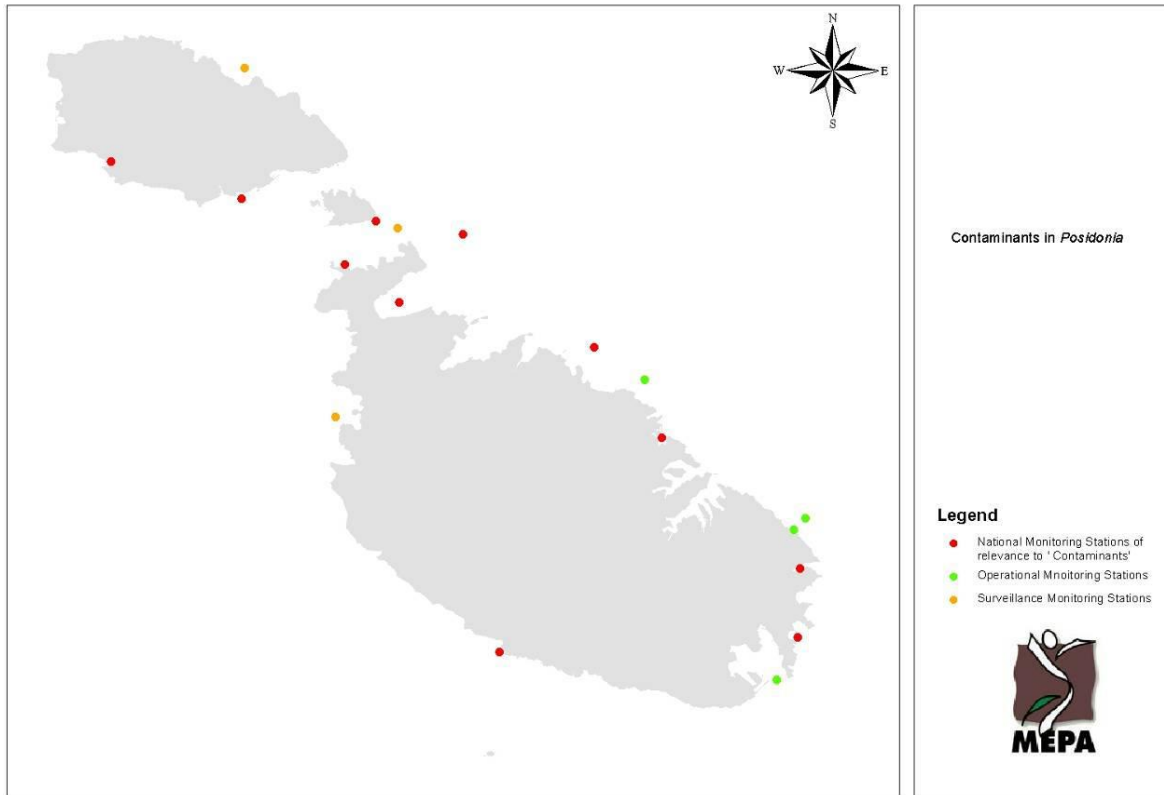 N
W E
S
Contaminants in Posidonia
Legend
National Monitoring Stations of
relevance to ' Contaminants'
Operational Mnoitoring Stations
Surveillance Monitoring Stations
MEPA